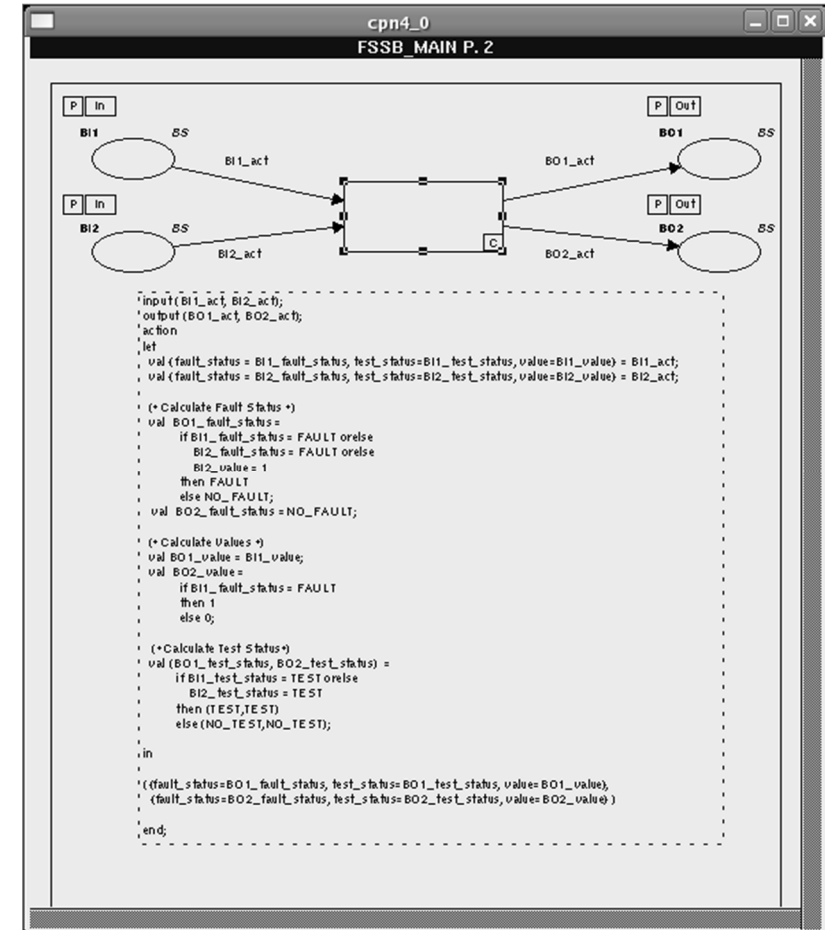 cpn4_0
FSSB_MAIN P. 2
P In
P Out
BI1 BS
BO1 BS
BI1_act
BO1_act
P In
P Out
BI2 BS
BO2 BS
C
BI2_act
BO2_act
input (BI1_act, BI2_act);
output (BO1_act, BO2_act);
action
let
val {fault_status = BI1_fault_status, test_status=BI1_test_status, value=BI1_value} = BI1_act;
val {fault_status = BI2_fault_status, test_status=BI2_test_status, value=BI2_value} = BI2_act;
(* Calculate Fault Status *)
val BO1_fault_status =
if BI1_fault_status = FAULT orelse
BI2_fault_status = FAULT orelse
BI2_value = 1
then FAULT
else NO_FAULT;
val BO2_fault_status = NO_FAULT;
(* Calculate Values *)
val BO1_value = BI1_value;
val BO2_value =
if BI1_fault_status = FAULT
then 1
else 0;
(*Calculate Test Status*)
val (BO1_test_status, BO2_test_status) =
if BI1_test_status = TEST orelse
BI2_test_status = TEST
then (TEST,TEST)
else (NO_TEST,NO_TEST);
in
({fault_status=BO1_fault_status, test_status=BO1_test_status, value=BO1_value},
{fault_status=BO2_fault_status, test_status=BO2_test_status, value=BO2_value} )
end;